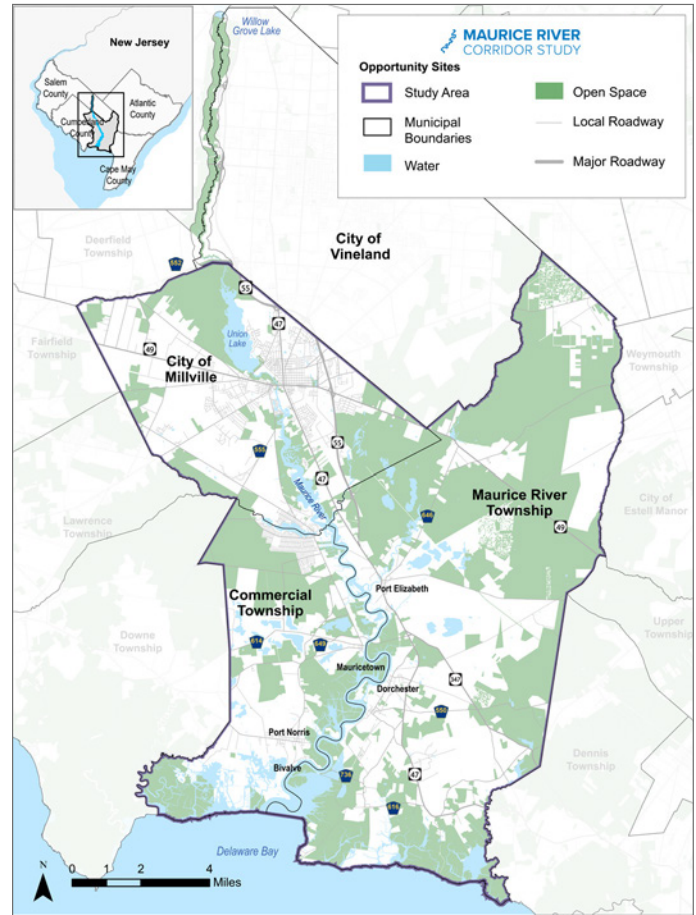 New Jersey
Salem
County
Atlantic
County
Cumberland
County
Cape May
County
Willow
Grove Lake
MAURICE RIVER
CORRIDOR STUDY
Opportunity Sites
Study Area
Open Space
Municipal
Boundaries
Local Roadway
Water
Major Roadway
Deerfield
Township
552
City of
Vineland
55
47
Fairfield
Township
49
Union
Lake
City of
Millville
Weymouth
Township
55
555
47
Maurice River
Maurice River
Township
City of
Estell Manor
646
49
Lawrence
Township
Port Elizabeth
Commercial
Township
Upper
Township
Downe
Township
614
649
Mauricetown
347
Dorchester
550
Port Norris
Bivalve
736
47
616
Dennis
Township
Delaware Bay
N
0 1 2 4
Miles